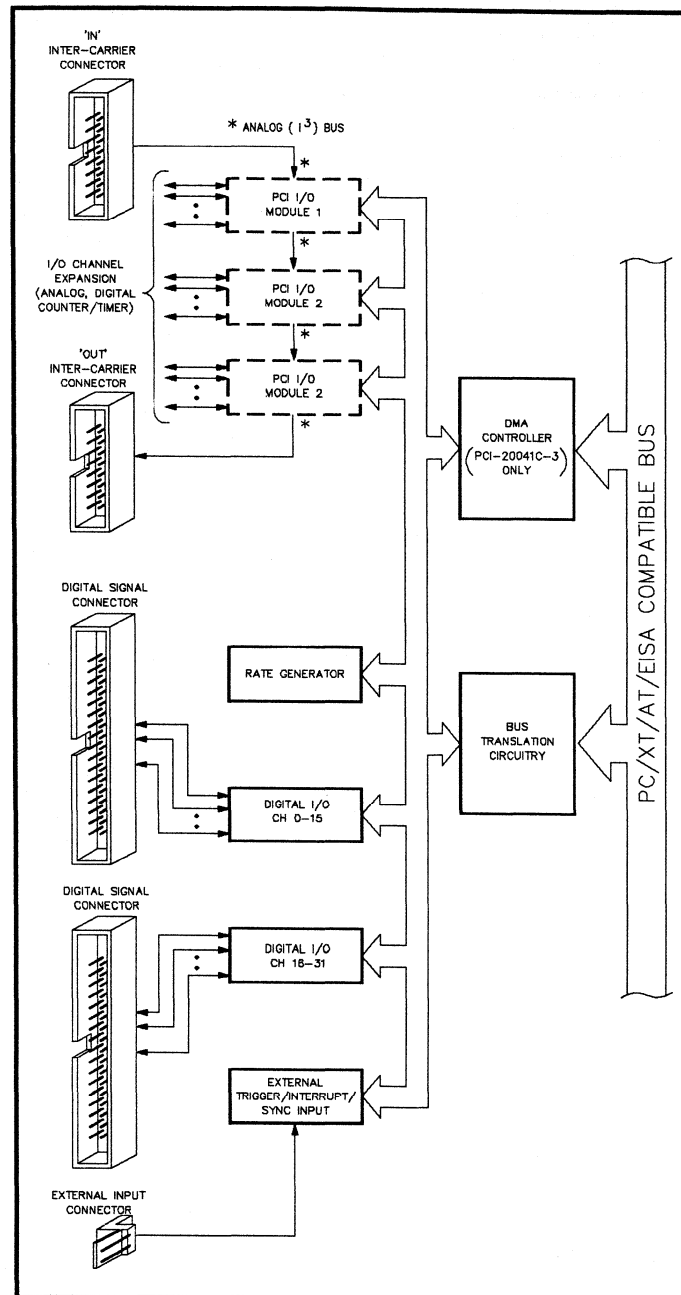 'IN'
INTER-CARRIER
CONNECTOR
* ANALOG (I³) BUS
*
PCI I/O
MODULE 1
*
I/O CHANNEL
EXPANSION
(ANALOG, DIGITAL
COUNTER/TIMER)
PCI I/O
MODULE 2
*
'OUT'
INTER-CARRIER
CONNECTOR
PCI I/O
MODULE 2
*
DMA
CONTROLLER
(PCI-20041C-3)
ONLY
PC/XT/AT/EISA COMPATIBLE BUS
DIGITAL SIGNAL
CONNECTOR
RATE GENERATOR
BUS
TRANSLATION
CIRCUITRY
DIGITAL I/O
CH 0-15
DIGITAL SIGNAL
CONNECTOR
DIGITAL I/O
CH 16-31
EXTERNAL
TRIGGER/INTERRUPT/
SYNC INPUT
EXTERNAL INPUT
CONNECTOR